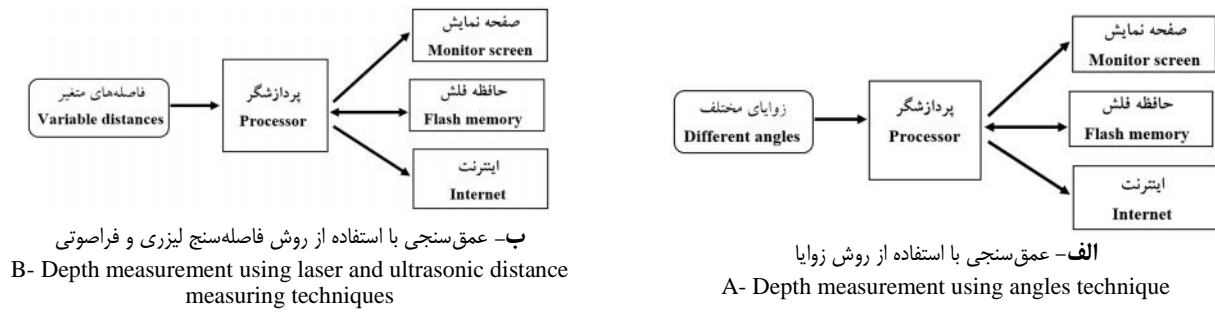 صفحه نمایش
Monitor screen
زوایای مختلف
Different angles
پردازشگر
Processor
حافظه فلش
Flash memory
اینترنت
Internet
الف- عمق‌سنجی با استفاده از روش زوایا
A- Depth measurement using angles technique
صفحه نمایش
Monitor screen
فاصله‌های متغیر
Variable distances
پردازشگر
Processor
حافظه فلش
Flash memory
اینترنت
Internet
ب- عمق‌سنجی با استفاده از روش فاصله‌سنج لیزری و فراصوتی
B- Depth measurement using laser and ultrasonic distance
measuring techniques